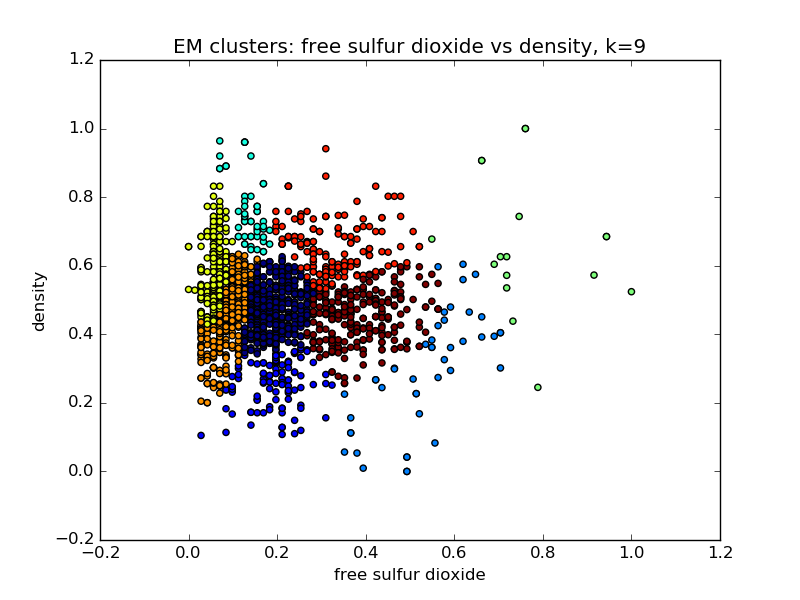 EM clusters: free sulfur dioxide vs density, k=9
1.2
1.0
0.8
0.6
0.4
0.2
0.0
−0.2
density
−0.2 0.0 0.2 0.4 0.6 0.8 1.0 1.2
free sulfur dioxide